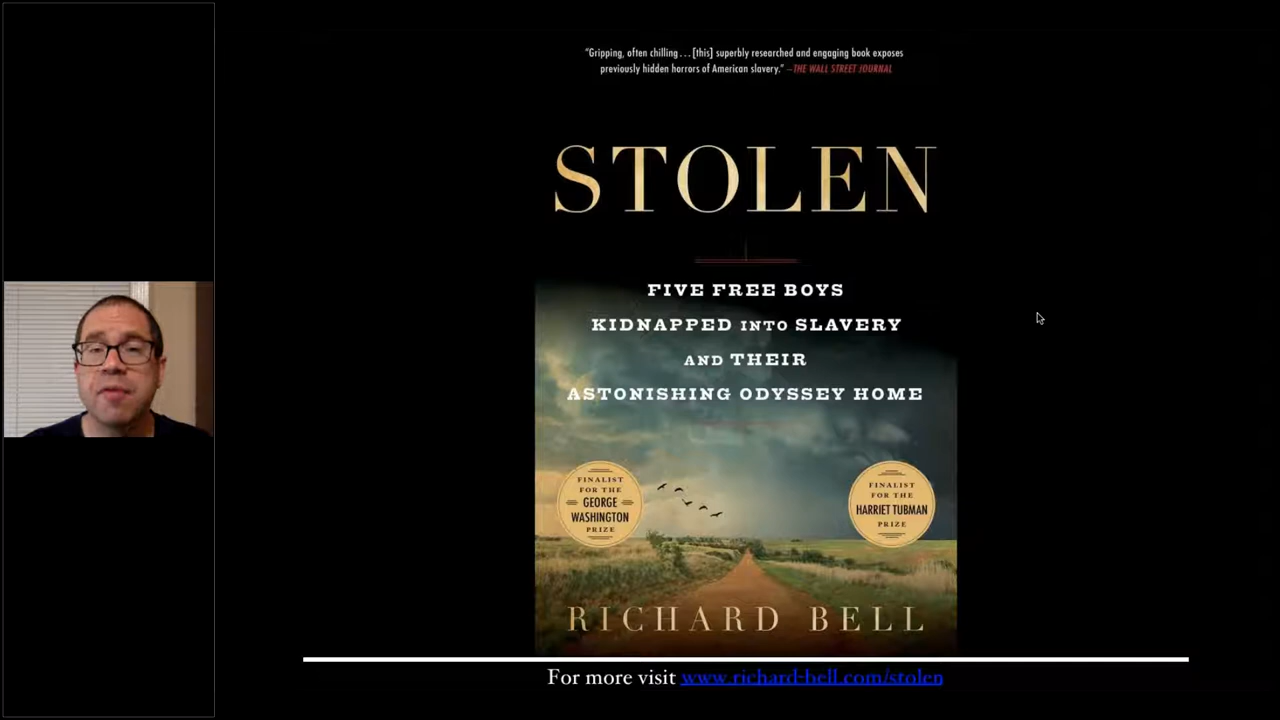 “Gripping, often chilling . . . [this] superbly researched and engaging book exposes
previously hidden horrors of American slavery.” –THE WALL STREET JOURNAL
STOLEN
FIVE FREE BOYS
KIDNAPPED INTO SLAVERY
AND THEIR
ASTONISHING ODYSSEY HOME
FINALIST
FOR THE
GEORGE
WASHINGTON
PRIZE
FINALIST
FOR THE
HARRIET TUBMAN
PRIZE
RICHARD BELL
For more visit www.richard-bell.com/stolen